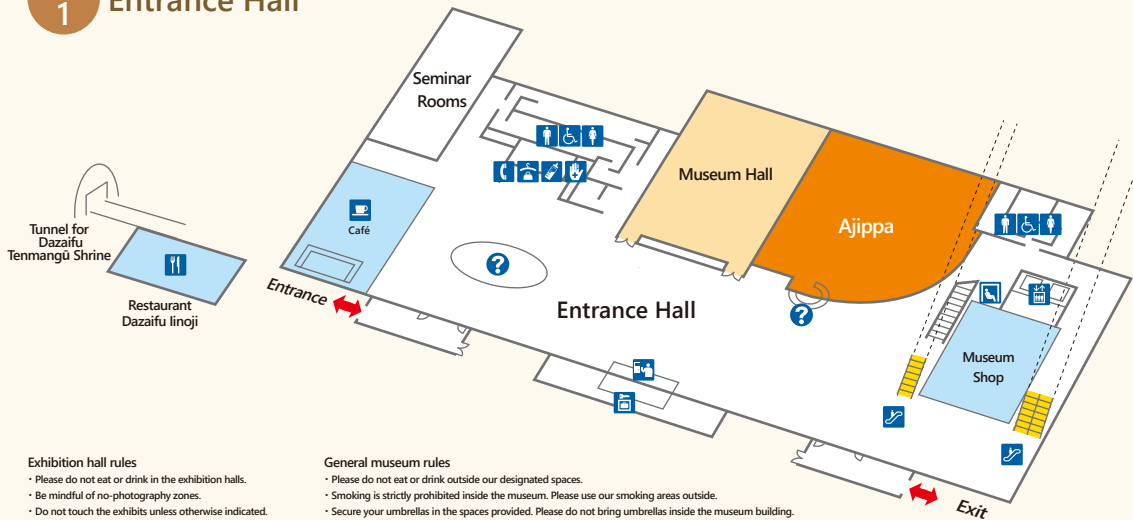 1
Entrance Hall
Seminar
Rooms
Museum Hall
Ajippa
Café
Tunnel for
Dazaifu
Tenmangū Shrine
Restaurant
Dazaifu Iinoji
Entrance
?
Entrance Hall
?
Museum
Shop
Exit
Exhibition hall rules
・Please do not eat or drink in the exhibition halls.
・Be mindful of no-photography zones.
・Do not touch the exhibits unless otherwise indicated.
General museum rules
・Please do not eat or drink outside our designated spaces.
・Smoking is strictly prohibited inside the museum. Please use our smoking areas outside.
・Secure your umbrellas in the spaces provided. Please do not bring umbrellas inside the museum building.